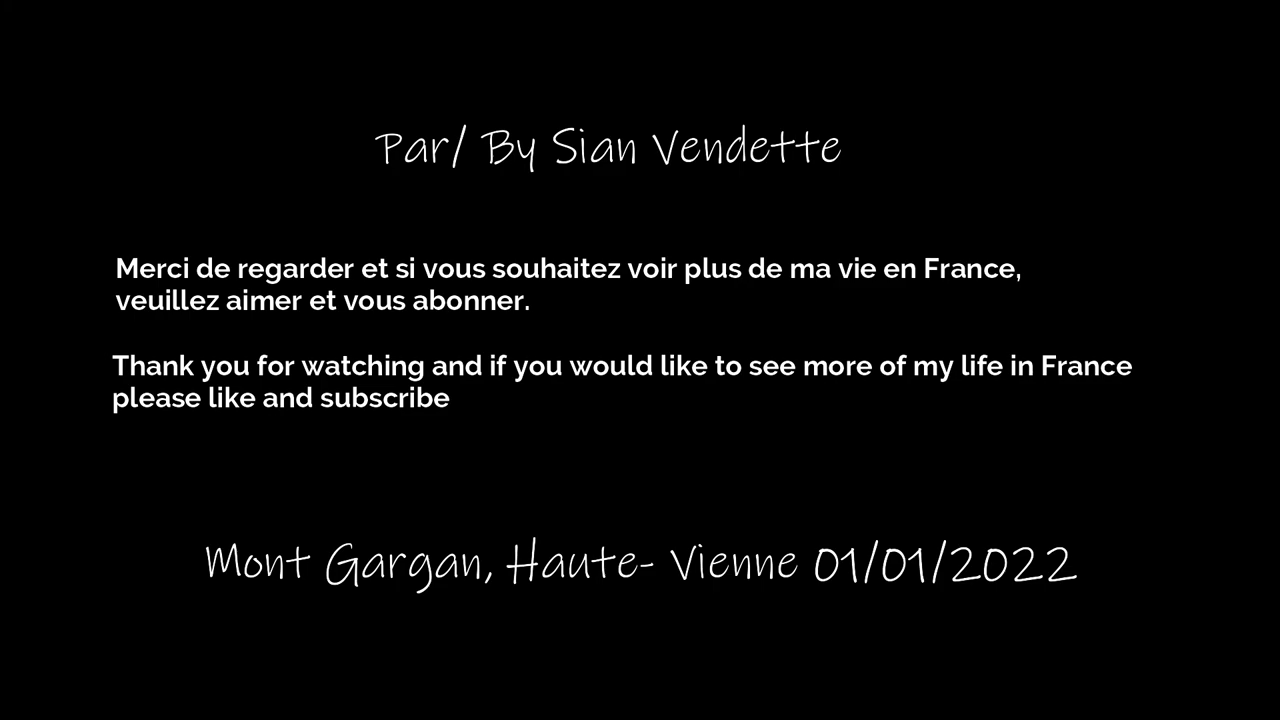 Par/ By Sian Vendette
Merci de regarder et si vous souhaitez voir plus de ma vie en France,
veuillez aimer et vous abonner.
Thank you for watching and if you would like to see more of my life in France
please like and subscribe
Mont Gargan, Haute- Vienne 01/01/2022